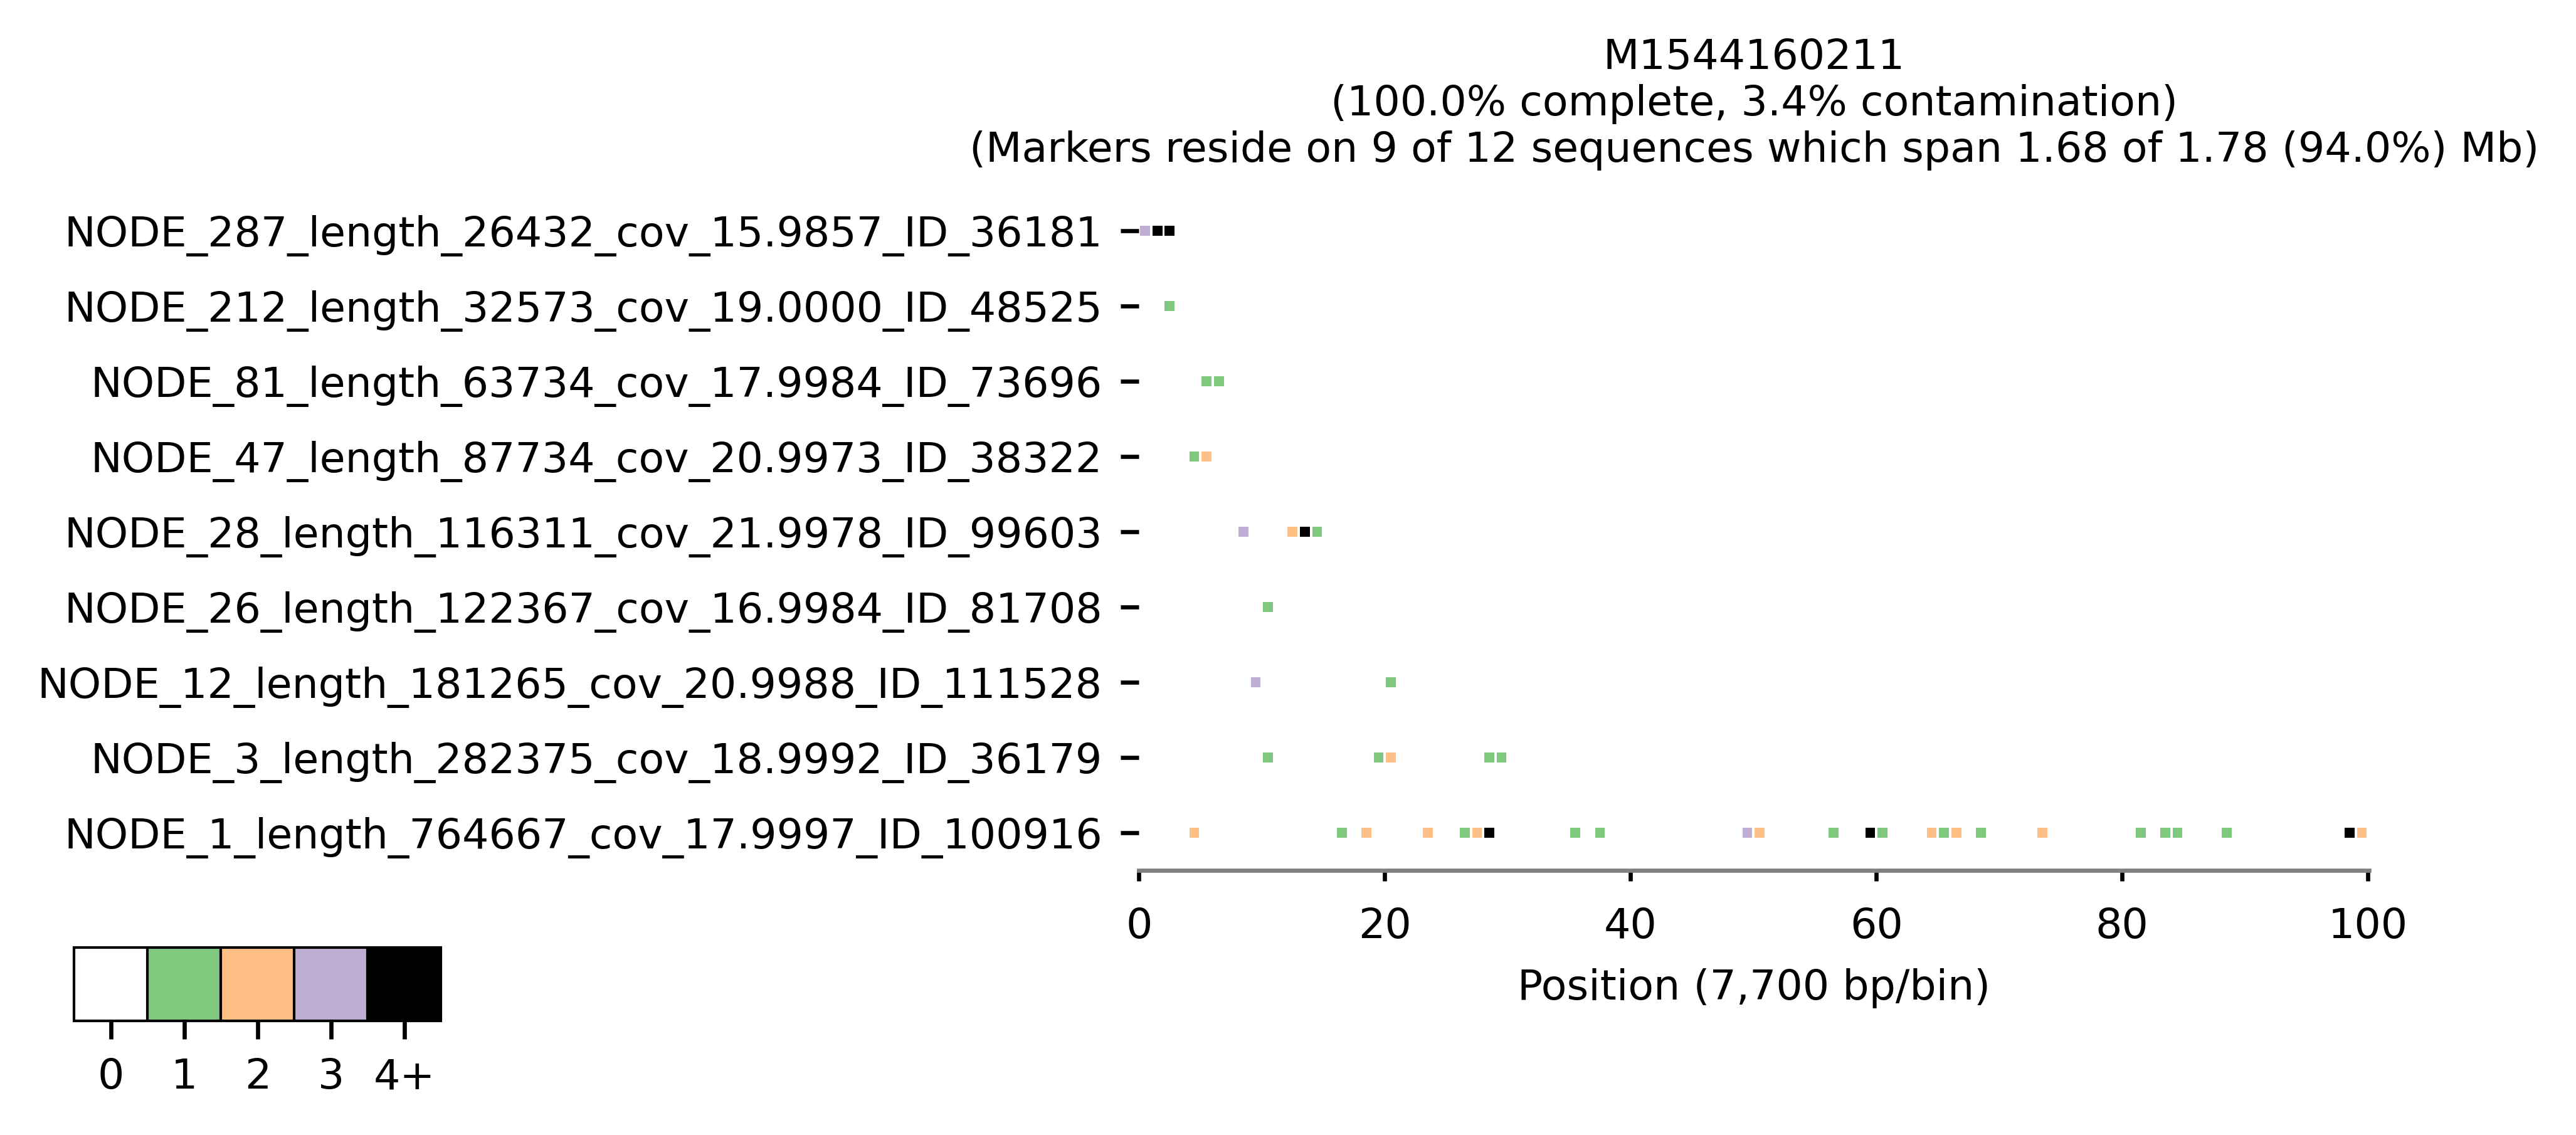 M1544160211
(100.0% complete, 3.4% contamination)
(Markers reside on 9 of 12 sequences which span 1.68 of 1.78 (94.0%) Mb)
NODE_287_length_26432_cov_15.9857_ID_36181
NODE_212_length_32573_cov_19.0000_ID_48525
NODE_81_length_63734_cov_17.9984_ID_73696
NODE_47_length_87734_cov_20.9973_ID_38322
NODE_28_length_116311_cov_21.9978_ID_99603
NODE_26_length_122367_cov_16.9984_ID_81708
NODE_12_length_181265_cov_20.9988_ID_111528
NODE_3_length_282375_cov_18.9992_ID_36179
NODE_1_length_764667_cov_17.9997_ID_100916
0 20 40 60 80 100
Position (7,700 bp/bin)
0 1 2 3 4+